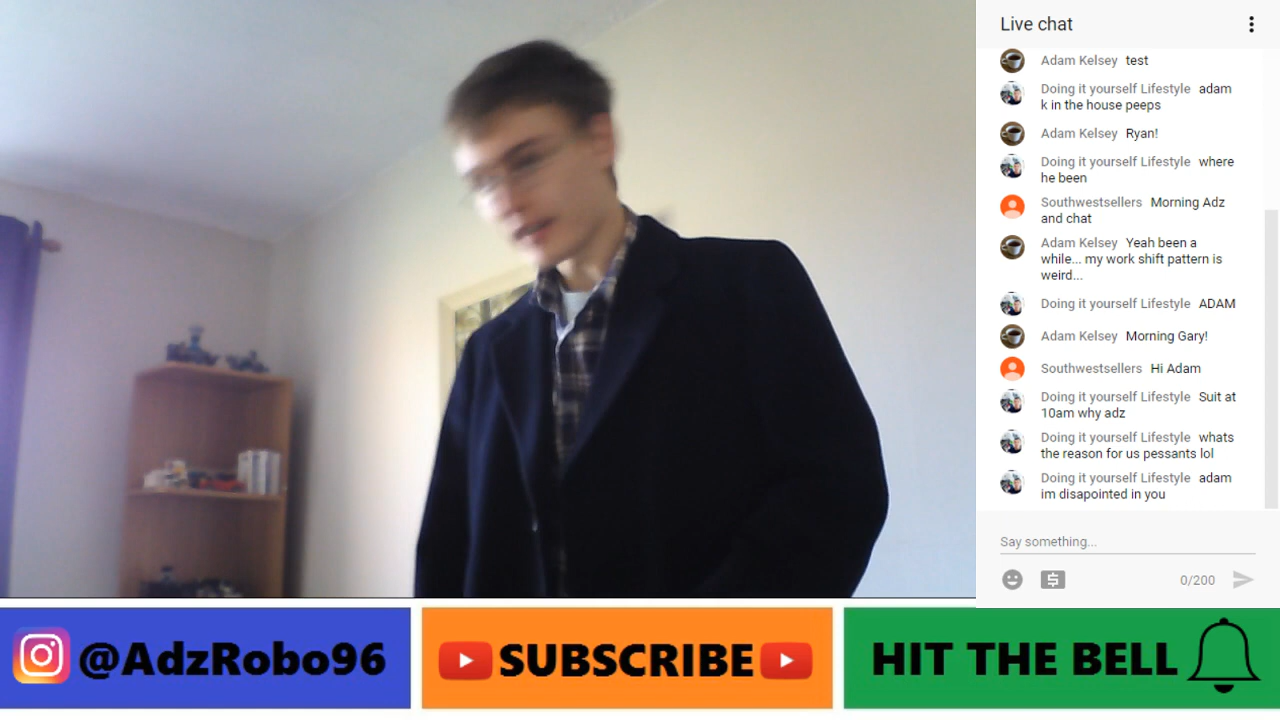 Live chat
Adam Kelsey test
Doing it yourself Lifestyle adam
k in the house peeps
Adam Kelsey Ryan!
Doing it yourself Lifestyle where
he been
Southwestsellers Morning Adz
and chat
Adam Kelsey Yeah been a
while... my work shift pattern is
weird...
Doing it yourself Lifestyle ADAM
Adam Kelsey Morning Gary!
Southwestsellers Hi Adam
Doing it yourself Lifestyle Suit at
10am why adz
Doing it yourself Lifestyle whats
the reason for us pessants lol
Doing it yourself Lifestyle adam
im disapointed in you
Say something...
0/200
@AdzRobo96
SUBSCRIBE
HIT THE BELL